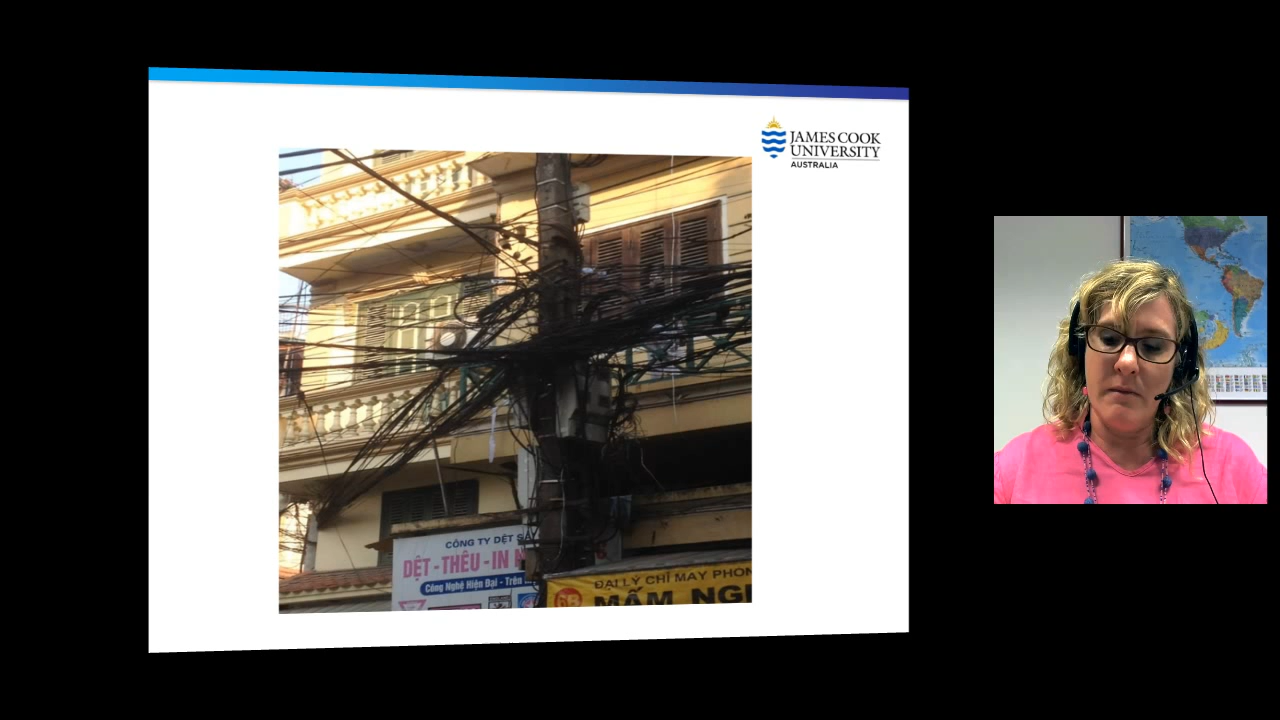 JAMES COOK
UNIVERSITY
AUSTRALIA
CÔNG TY DỆT
DỆT - THÊU - IN
Công Nghệ Hiện Đại - Trên
ĐẠI LÝ CHỈ MAY
MẤM